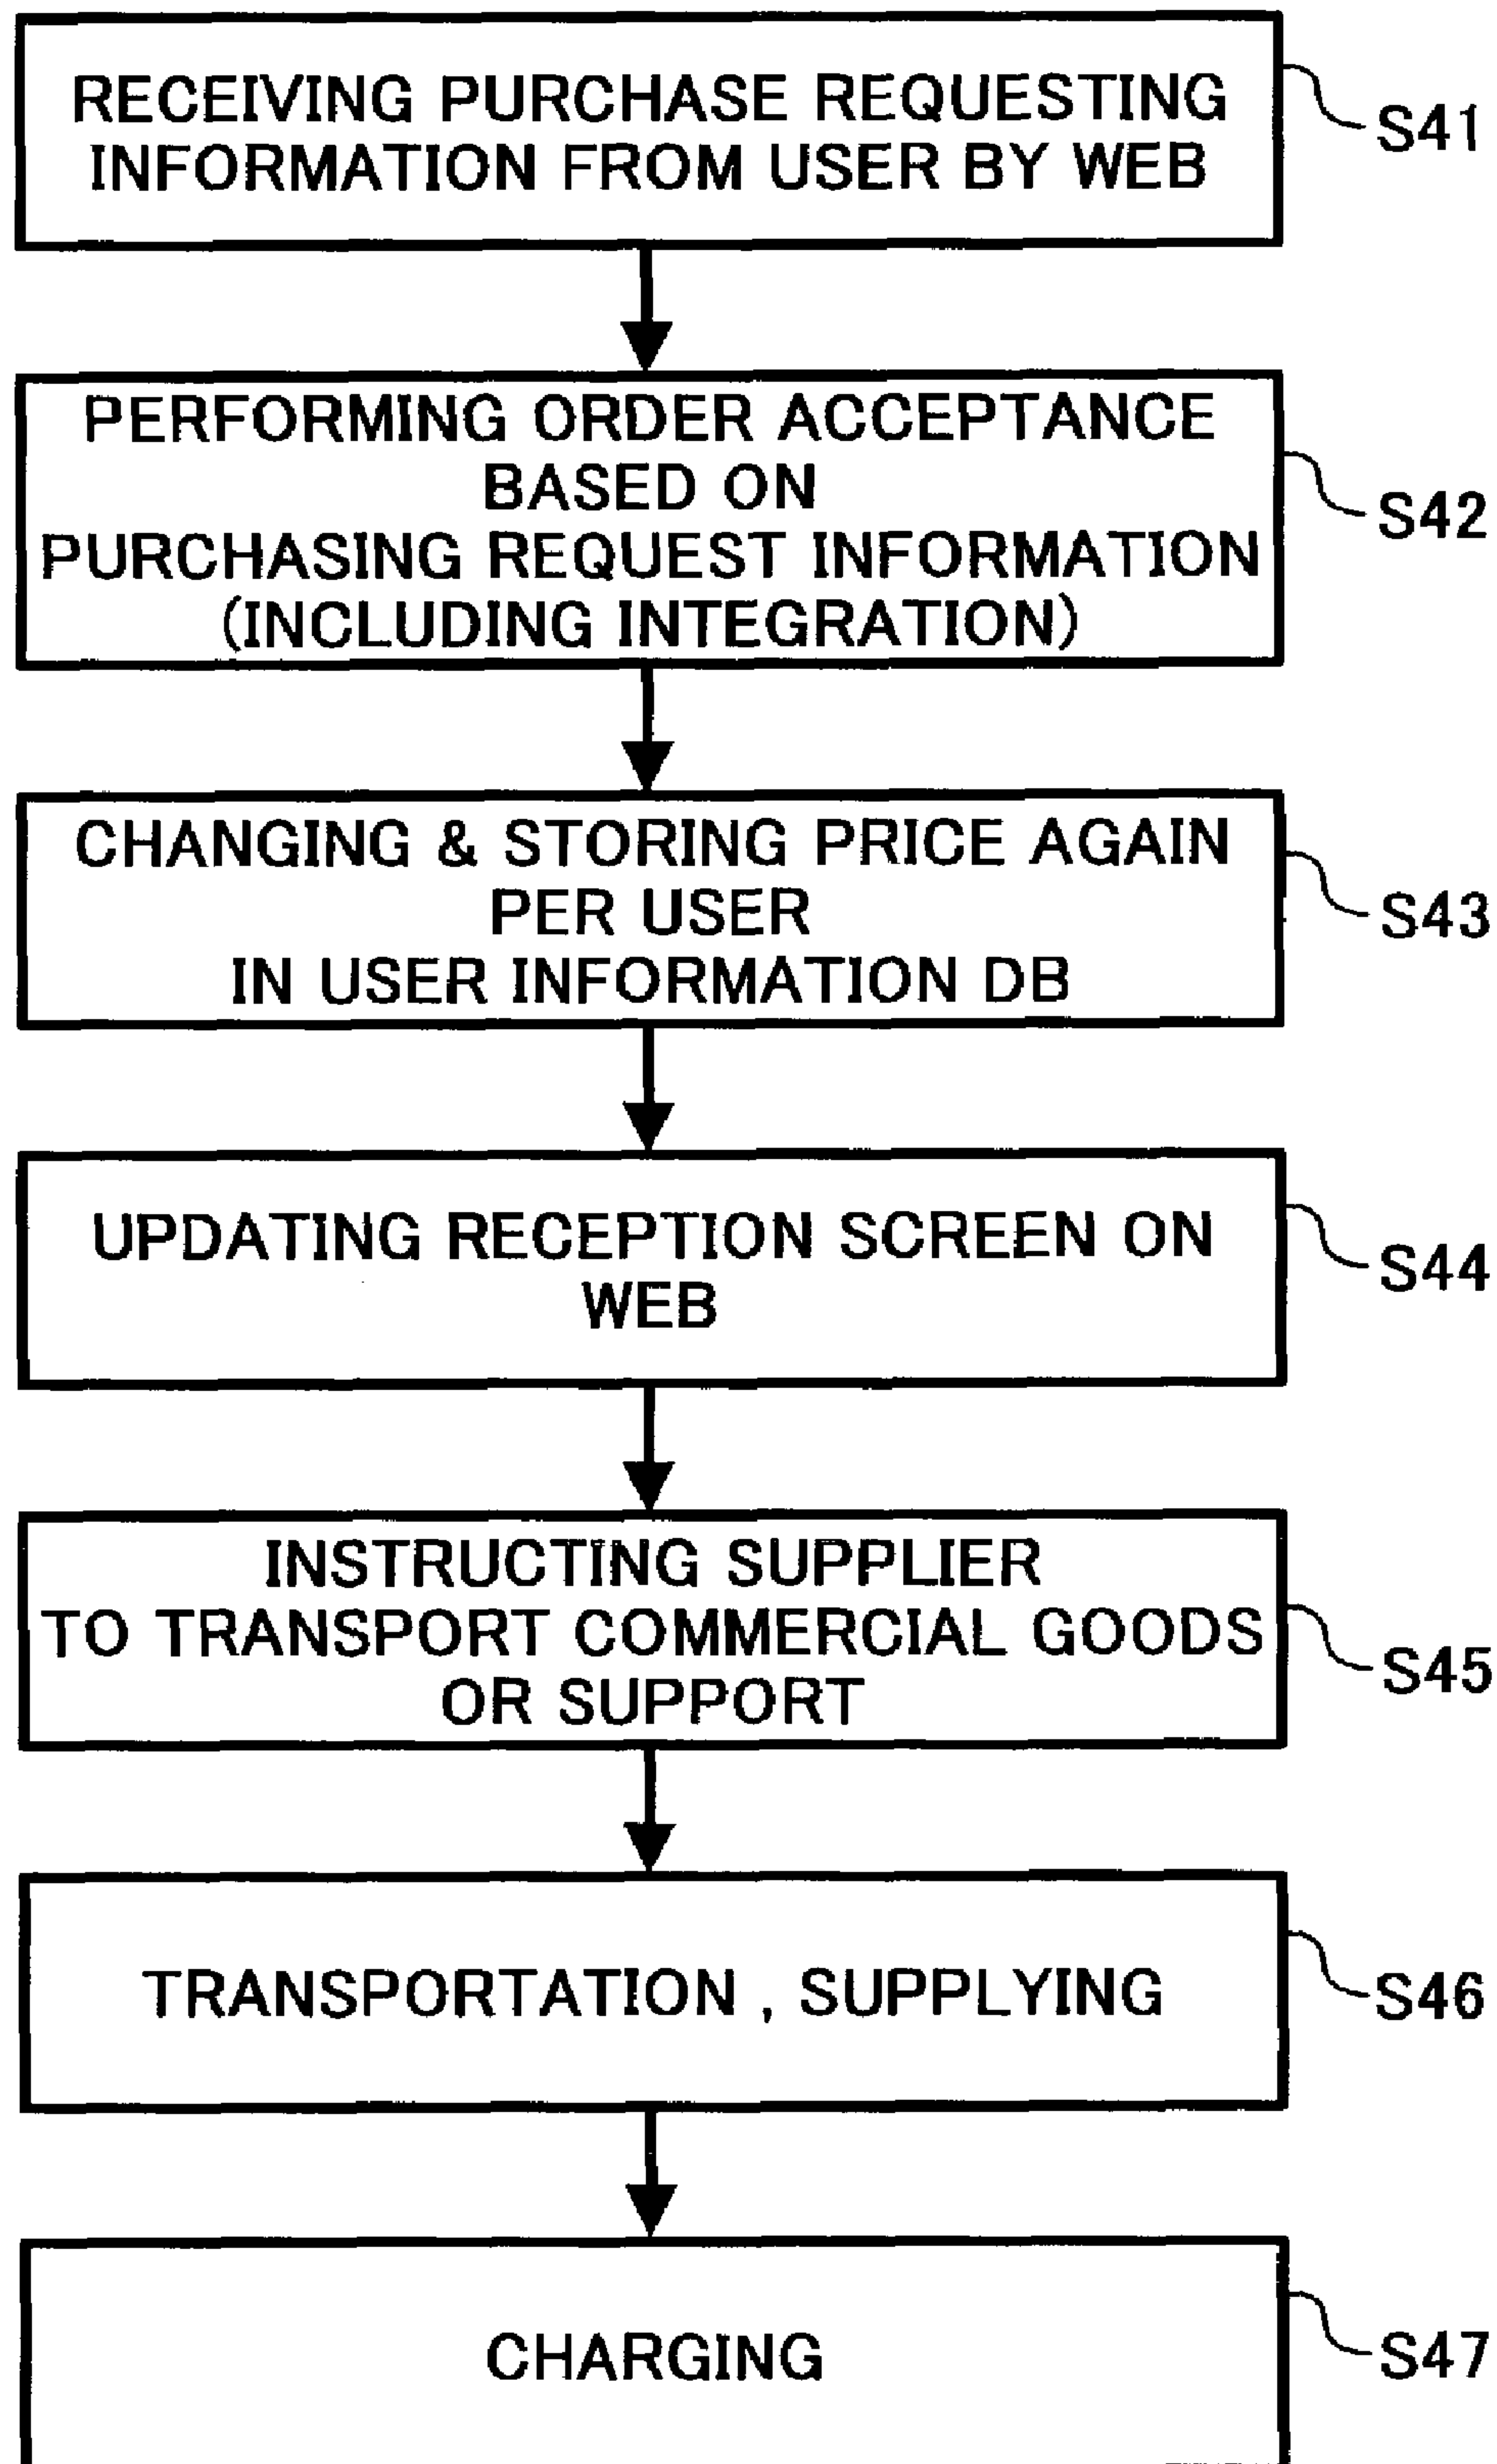 RECEIVING PURCHASE REQUESTING
INFORMATION FROM USER BY WEB
S41
PERFORMING ORDER ACCEPTANCE
BASED ON
PURCHASING REQUEST INFORMATION
(INCLUDING INTEGRATION)
S42
CHANGING & STORING PRICE AGAIN
PER USER
IN USER INFORMATION DB
S43
UPDATING RECEPTION SCREEN ON
WEB
S44
INSTRUCTING SUPPLIER
TO TRANSPORT COMMERCIAL GOODS
OR SUPPORT
S45
TRANSPORTATION , SUPPLYING
S46
CHARGING
S47